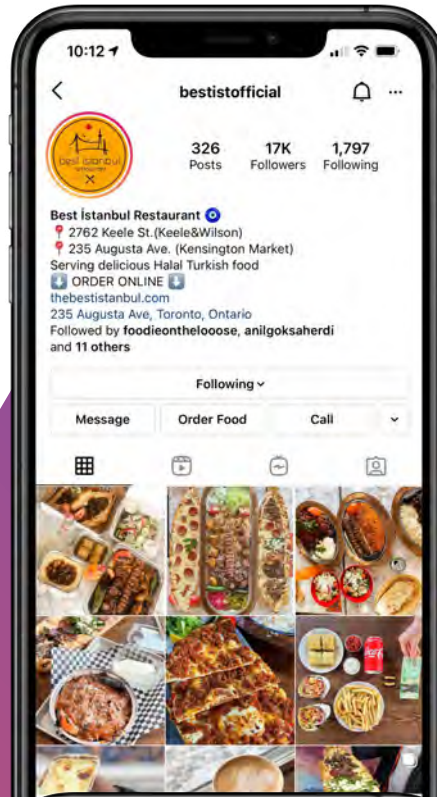 10:12
bestistofficial
best istanbul
326 17K 1,797
Posts Followers Following
Best İstanbul Restaurant
2762 Keele St.(Keele&Wilson)
235 Augusta Ave. (Kensington Market)
Serving delicious Halal Turkish food
ORDER ONLINE
thebestistanbul.com
235 Augusta Ave, Toronto, Ontario
Followed by foodieonthelooose, anilgoksaherdi
and 11 others
Following
Message Order Food Call